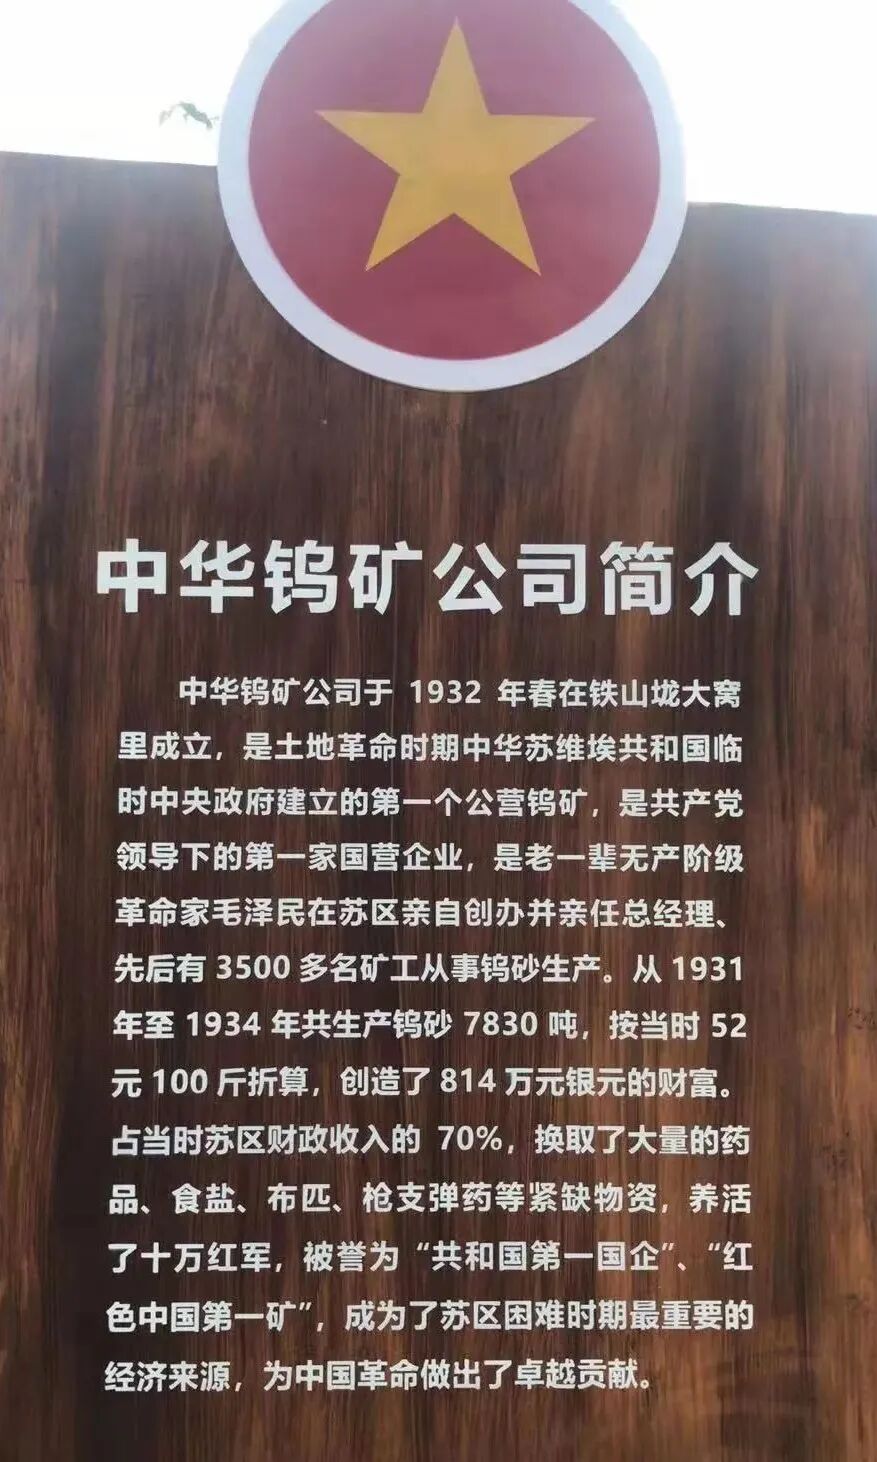 中华钨矿公司简介
中华钨矿公司于 1932 年春在铁山垅大窝
里成立，是土地革命时期中华苏维埃共和国临
时中央政府建立的第一个公营钨矿，是共产党
领导下的第一家国营企业，是老一辈无产阶级
革命家毛泽民在苏区亲自创办并亲任总经理、
先后有 3500 多名矿工从事钨砂生产。从 1931
年至 1934 年共生产钨砂 7830 吨，按当时 52
元 100 斤折算，创造了 814 万元银元的财富。
占当时苏区财政收入的 70%，换取了大量的药
品、食盐、布匹、枪支弹药等紧缺物资，养活
了十万红军，被誉为“共和国第一国企”、“红
色中国第一矿”，成为了苏区困难时期最重要的
经济来源，为中国革命做出了卓越贡献。